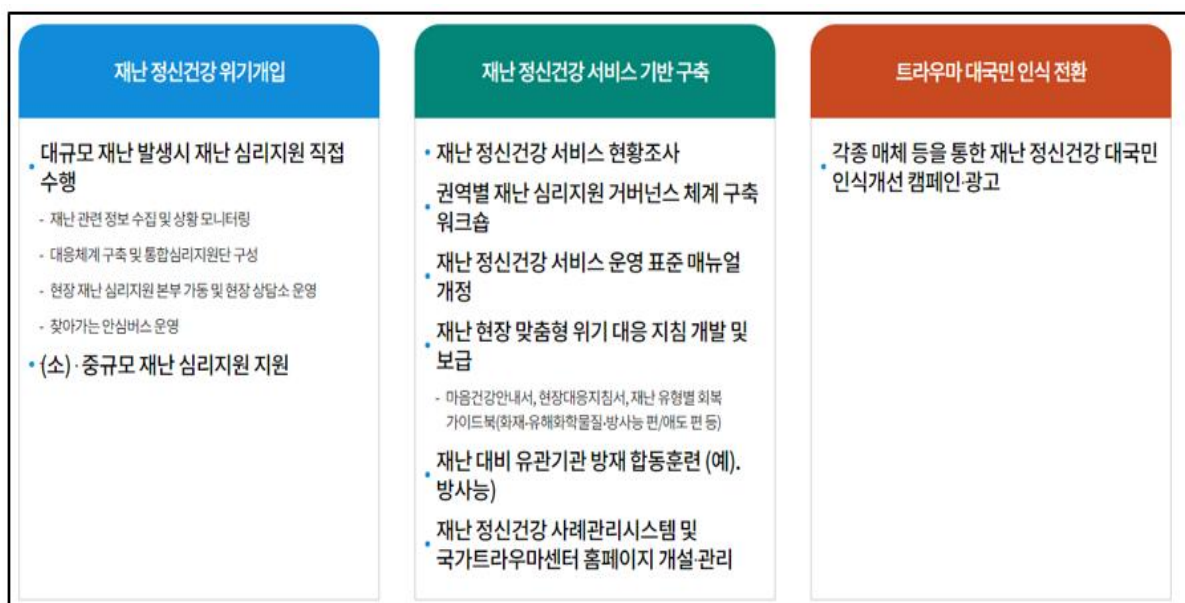 재난 정신건강 위기개입
대규모 재난 발생시 재난 심리지원 직접
수행
- 재난 관련 정보 수집 및 상황 모니터링
- 대응체계 구축 및 통합심리지원단 구성
- 현장 재난 심리지원 본부 가동 및 현장 상담소 운영
- 찾아가는 안심버스 운영
(소)·중규모 재난 심리지원 지원
재난 정신건강 서비스 기반 구축
재난 정신건강 서비스 현황조사
권역별 재난 심리지원 거버넌스 체계 구축
워크숍
재난 정신건강 서비스 운영 표준 매뉴얼
개정
재난 현장 맞춤형 위기 대응 지침 개발 및
보급
- 마음건강안내서, 현장대응지침서, 재난 유형별 회복
가이드북(화재·유해화학물질·방사능 편/애도 편 등)
재난 대비 유관기관 방재 합동훈련 (예).
방사능)
재난 정신건강 사례관리시스템 및
국가트라우마센터 홈페이지 개설·관리
트라우마 대국민 인식 전환
각종 매체 등을 통한 재난 정신건강 대국민
인식개선 캠페인·광고